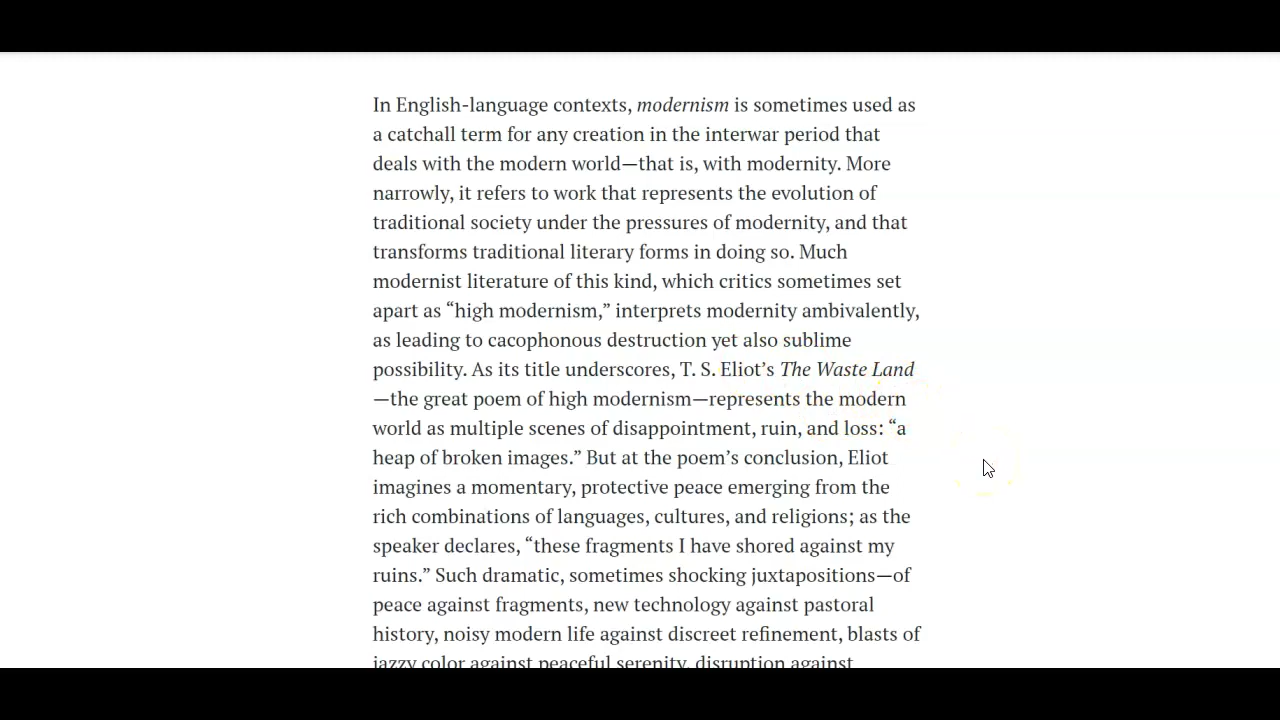 In English-language contexts, modernism is sometimes used as
a catchall term for any creation in the interwar period that
deals with the modern world—that is, with modernity. More
narrowly, it refers to work that represents the evolution of
traditional society under the pressures of modernity, and that
transforms traditional literary forms in doing so. Much
modernist literature of this kind, which critics sometimes set
apart as “high modernism,” interprets modernity ambivalently,
as leading to cacophonous destruction yet also sublime
possibility. As its title underscores, T. S. Eliot’s The Waste Land
—the great poem of high modernism—represents the modern
world as multiple scenes of disappointment, ruin, and loss: “a
heap of broken images.” But at the poem’s conclusion, Eliot
imagines a momentary, protective peace emerging from the
rich combinations of languages, cultures, and religions; as the
speaker declares, “these fragments I have shored against my
ruins.” Such dramatic, sometimes shocking juxtapositions—of
peace against fragments, new technology against pastoral
history, noisy modern life against discreet refinement, blasts of
jazzy color against peaceful serenity, disruption against